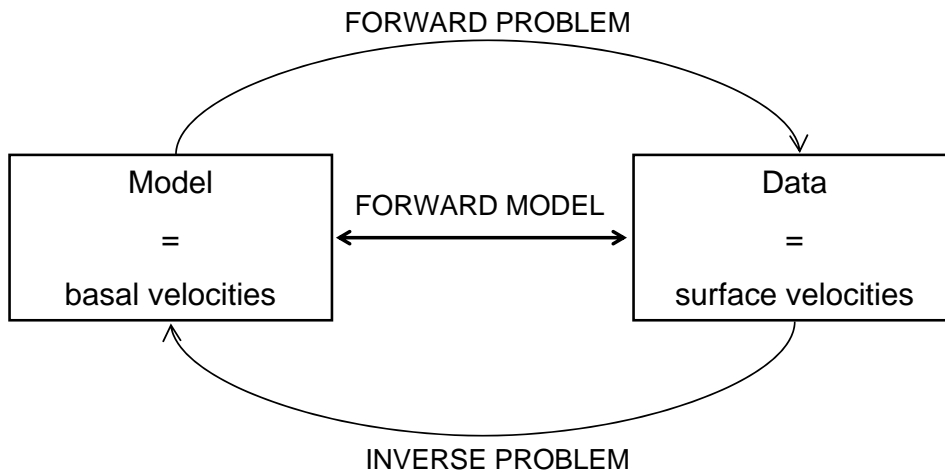 FORWARD PROBLEM
Model
=
basal velocities
FORWARD MODEL
Data
=
surface velocities
INVERSE PROBLEM